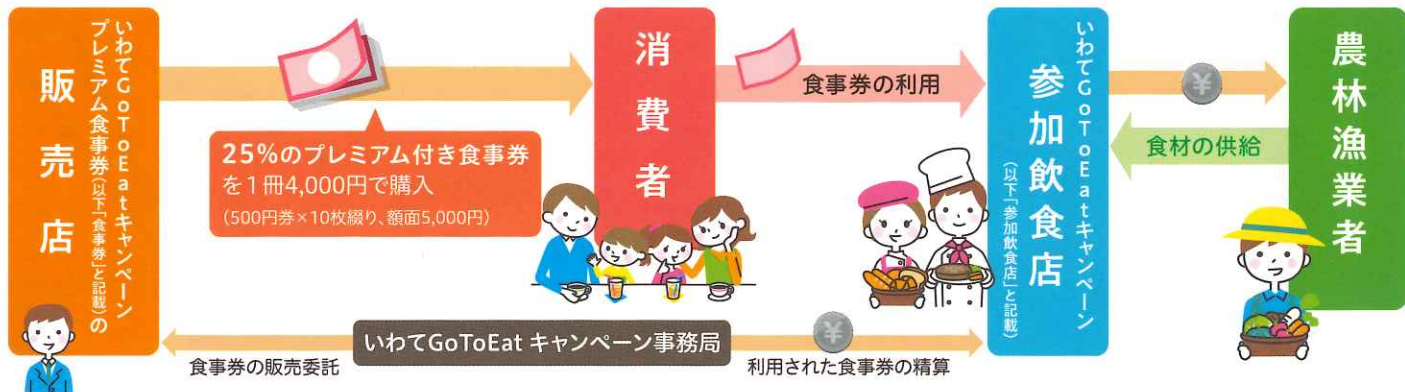 いわてGoToEatキャンペーン
プレミアム食事券(以下「食事券」と記載)の
販売店
25%のプレミアム付き食事券
を1冊4,000円で購入
(500円券×10枚綴り、額面5,000円)
消費者
食事券の利用
いわてGoToEatキャンペーン
参加飲食店
(以下「参加飲食店」と記載)
¥
食材の供給
農林漁業者
食事券の販売委託
いわてGoToEat キャンペーン事務局
¥
利用された食事券の精算